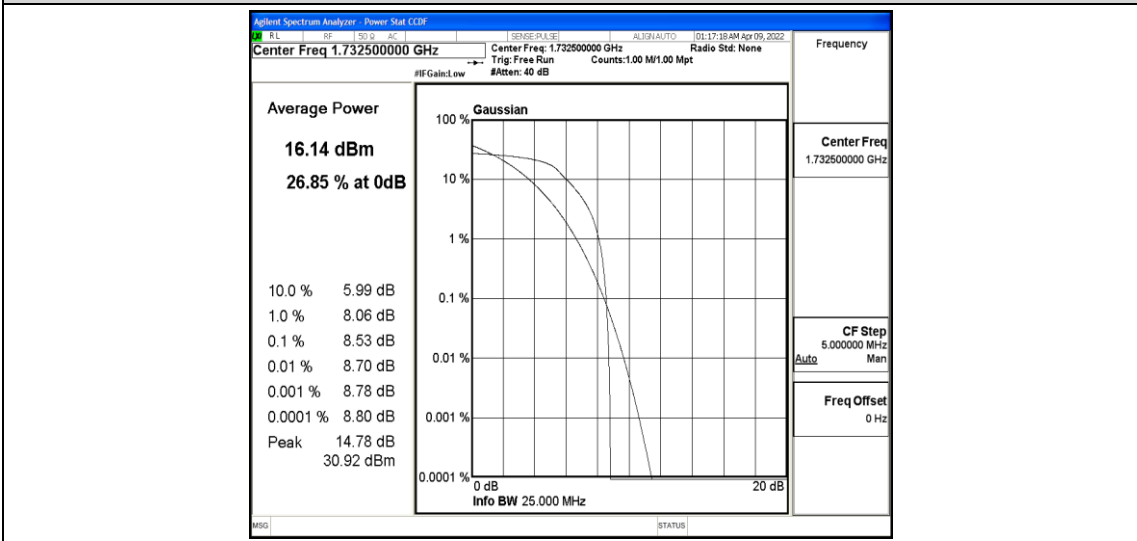 Agilent Spectrum Analyzer - Power Stat CCDF
LXI RL RF 50 Ω AC SENSE:PULSE ALIGN AUTO 01:17:18 AM Apr 09, 2022
Center Freq 1.732500000 GHz
Center Freq: 1.732500000 GHz Radio Std: None
Trig: Free Run Counts:1.00 M/1.00 Mpt
#IFGain:Low #Atten: 40 dB
Frequency
Average Power
16.14 dBm
26.85 % at 0dB
10.0 % 5.99 dB
1.0 % 8.06 dB
0.1 % 8.53 dB
0.01 % 8.70 dB
0.001 % 8.78 dB
0.0001 % 8.80 dB
Peak 14.78 dB
30.92 dBm
Gaussian
100 %
10 %
1 %
0.1 %
0.01 %
0.001 %
0.0001 %
0 dB 20 dB
Info BW 25.000 MHz
Center Freq
1.732500000 GHz
CF Step
5.000000 MHz
Auto Man
Freq Offset
0 Hz
MSG STATUS